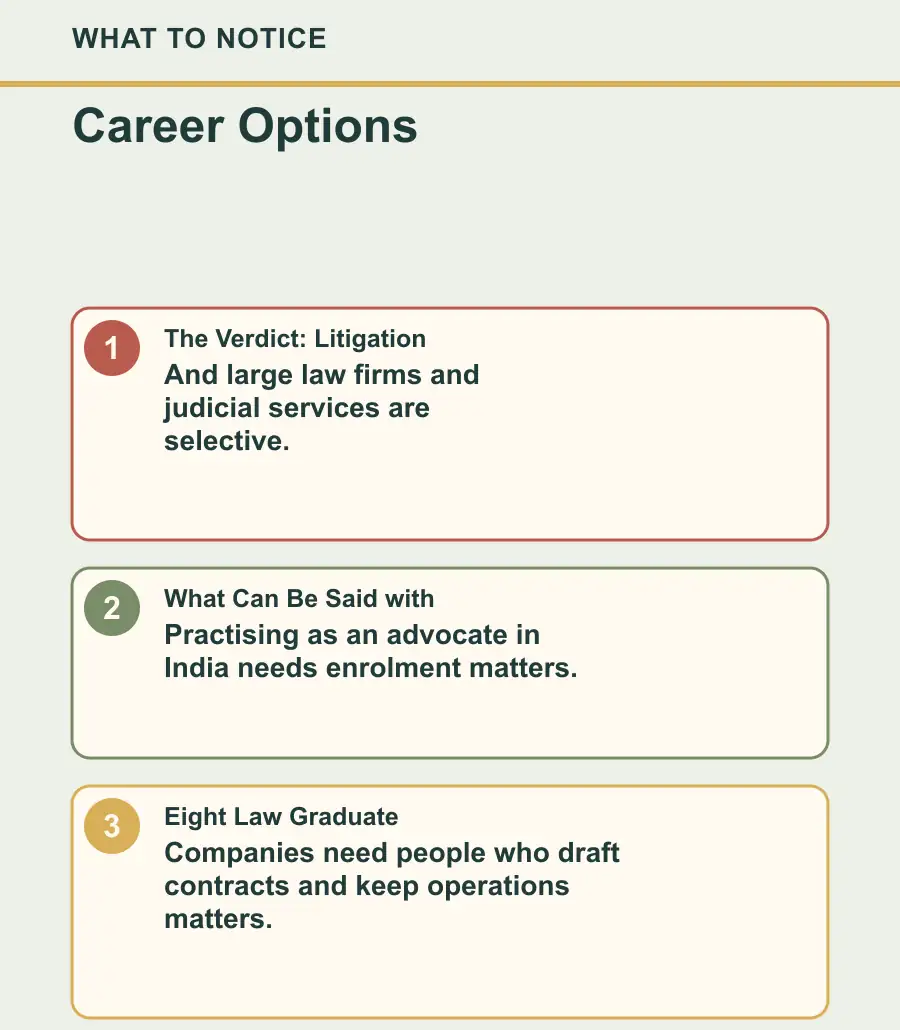 WHAT TO NOTICE
Career Options
1
The Verdict: Litigation
And large law firms and
judicial services are
selective.
2
What Can Be Said with
Practising as an advocate in
India needs enrolment matters.
3
Eight Law Graduate
Companies need people who draft
contracts and keep operations
matters.